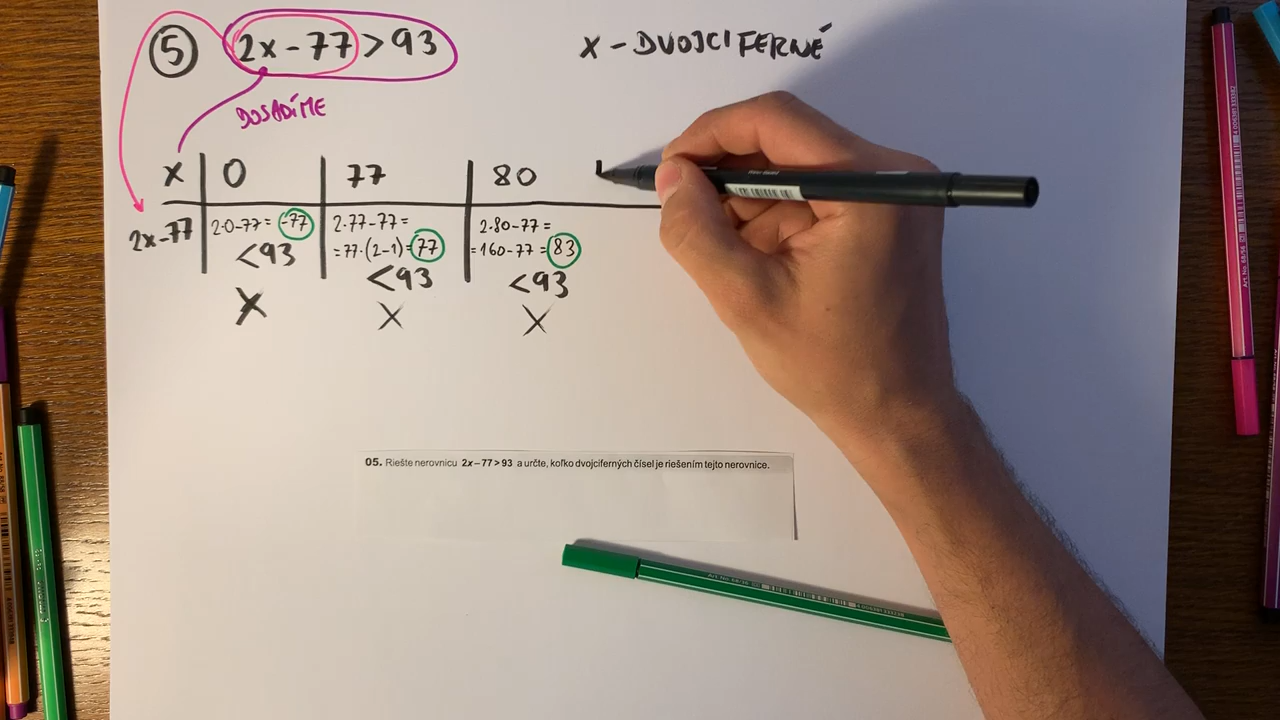 5 2x-77>93 x - DVOJCIFERNÉ
DOSADÍME
x 0 77 80
2x-77 2·0-77=-77 2·77-77= 2·80-77=
<93 =77·(2-1)=77 =160-77=83
<93 <93
X X X
05. Riešte nerovnicu 2x – 77 > 93 a určte, koľko dvojciferných čísel je riešením tejto nerovnice.